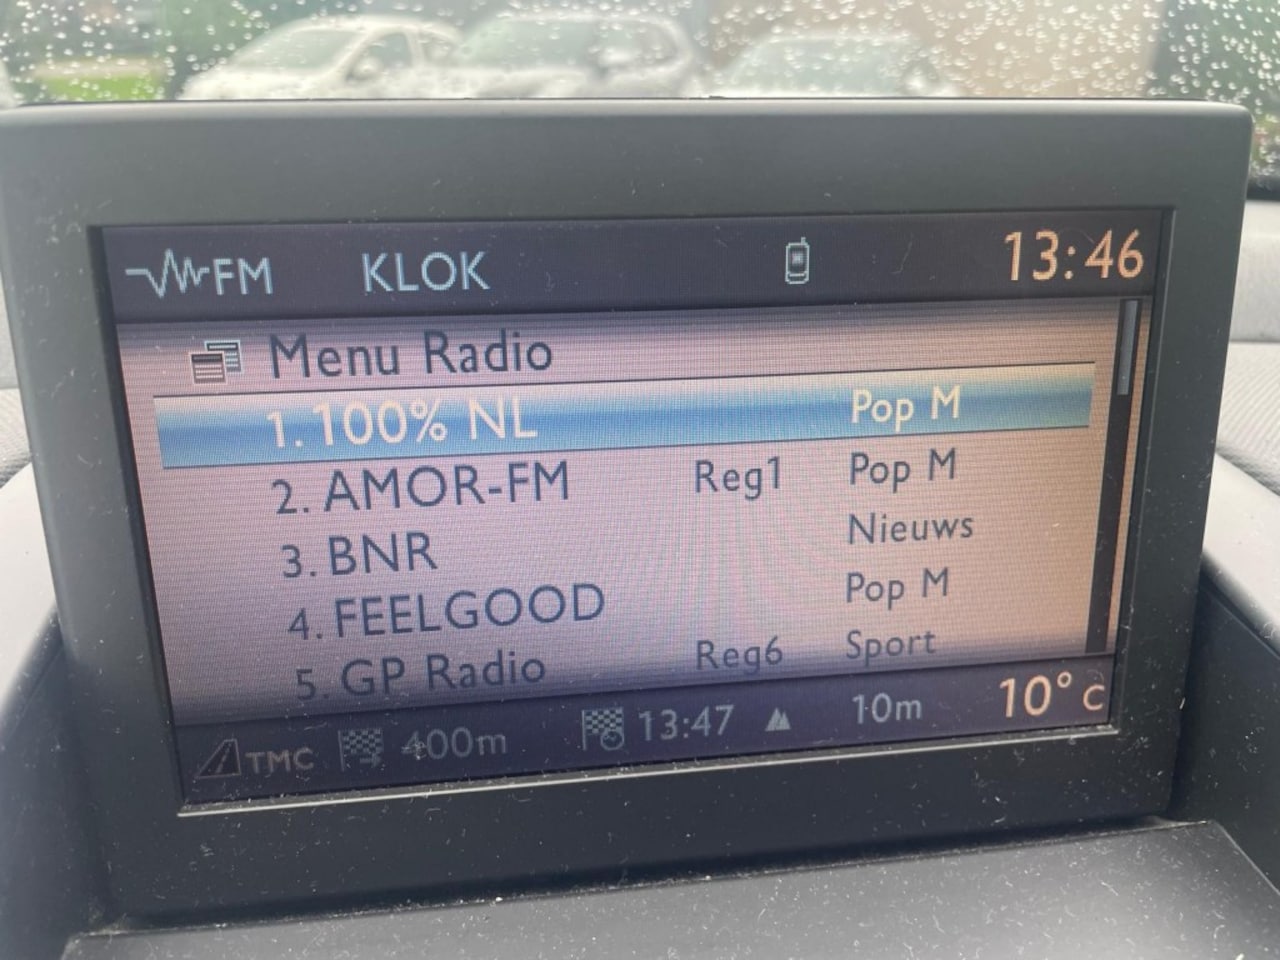 FM KLOK 13:46
Menu Radio
1. 100% NL Pop M
2. AMOR-FM Reg1 Pop M
3. BNR Nieuws
4. FEELGOOD Pop M
5. GP Radio Reg6 Sport
TMC 400m 13:47 10m 10° C